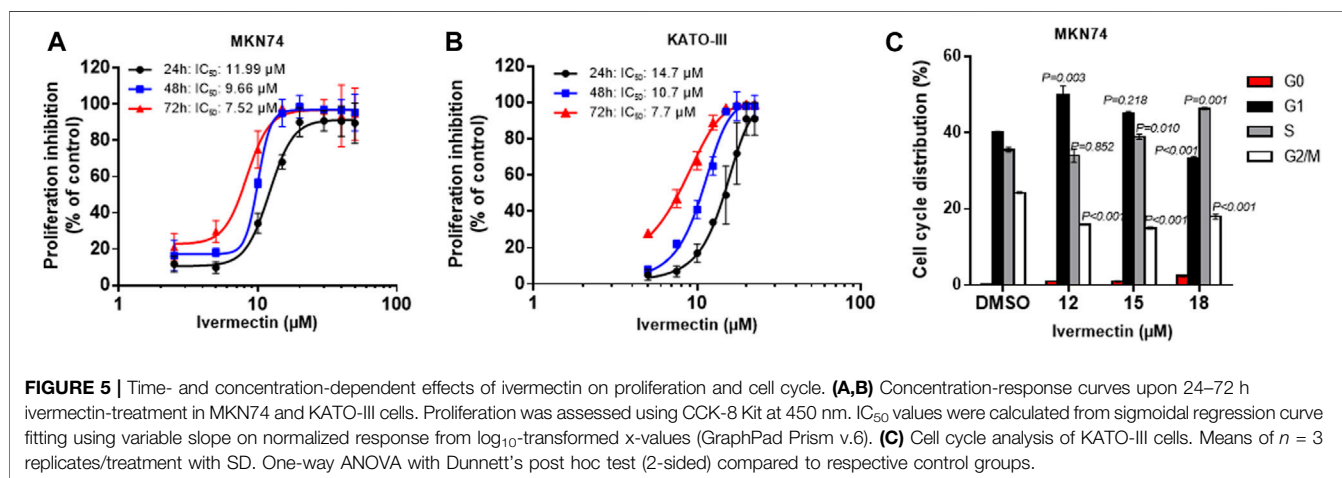 A
MKN74
24h: IC50: 11.99 µM
48h: IC50: 9.66 µM
72h: IC50: 7.52 µM
Proliferation inhibition
(% of control)
120
100
80
60
40
20
0
1
10
100
Ivermectin (µM)
B
KATO-III
24h: IC50: 14.7 µM
48h: IC50: 10.7 µM
72h: IC50: 7.7 µM
Proliferation inhibition
(% of control)
120
100
80
60
40
20
0
1
10
100
Ivermectin (µM)
C
MKN74
Cell cycle distribution (%)
60
40
20
0
P=0.003
P=0.852
P<0.001
P=0.218
P=0.010
P<0.001
P<0.001
P=0.001
P<0.001
G0
G1
S
G2/M
DMSO
12
15
18
Ivermectin (µM)
FIGURE 5 | Time- and concentration-dependent effects of ivermectin on proliferation and cell cycle. (A,B) Concentration-response curves upon 24–72 h
ivermectin-treatment in MKN74 and KATO-III cells. Proliferation was assessed using CCK-8 Kit at 450 nm. IC50 values were calculated from sigmoidal regression curve
fitting using variable slope on normalized response from log10-transformed x-values (GraphPad Prism v.6). (C) Cell cycle analysis of KATO-III cells. Means of n = 3
replicates/treatment with SD. One-way ANOVA with Dunnett's post hoc test (2-sided) compared to respective control groups.